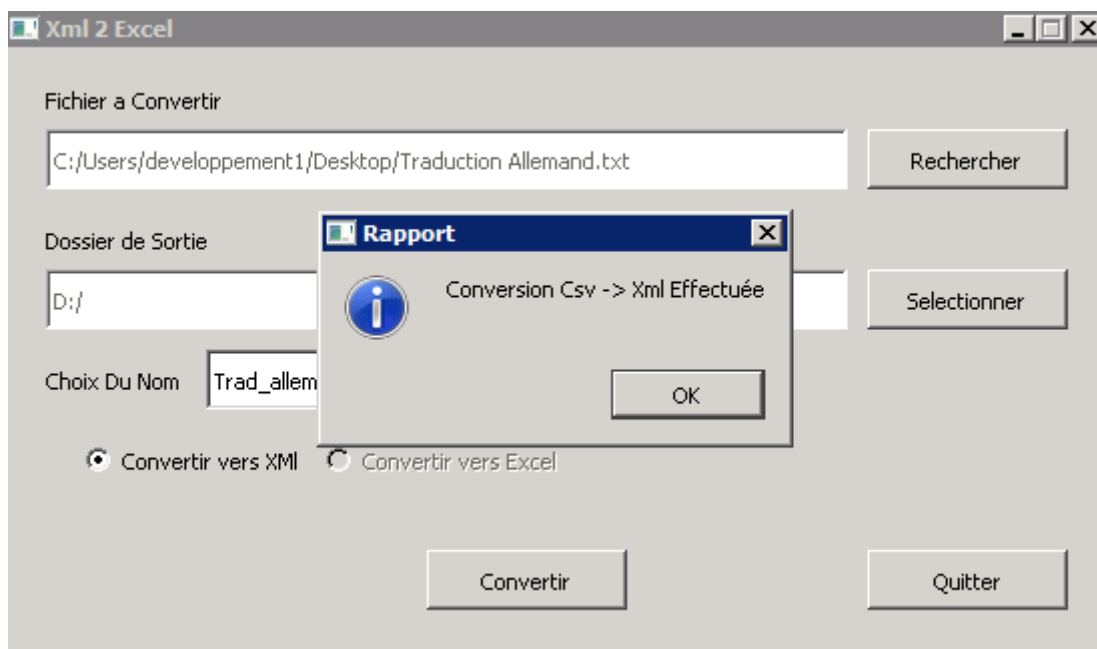 Xml 2 Excel
Fichier a Convertir
C:/Users/developpement1/Desktop/Traduction Allemand.txt
Rechercher
Rapport
Dossier de Sortie
Conversion Csv -> Xml Effectuée
D:/
Selectionner
Choix Du Nom
Trad_allem
OK
Convertir vers XMl
Convertir vers Excel
Convertir
Quitter